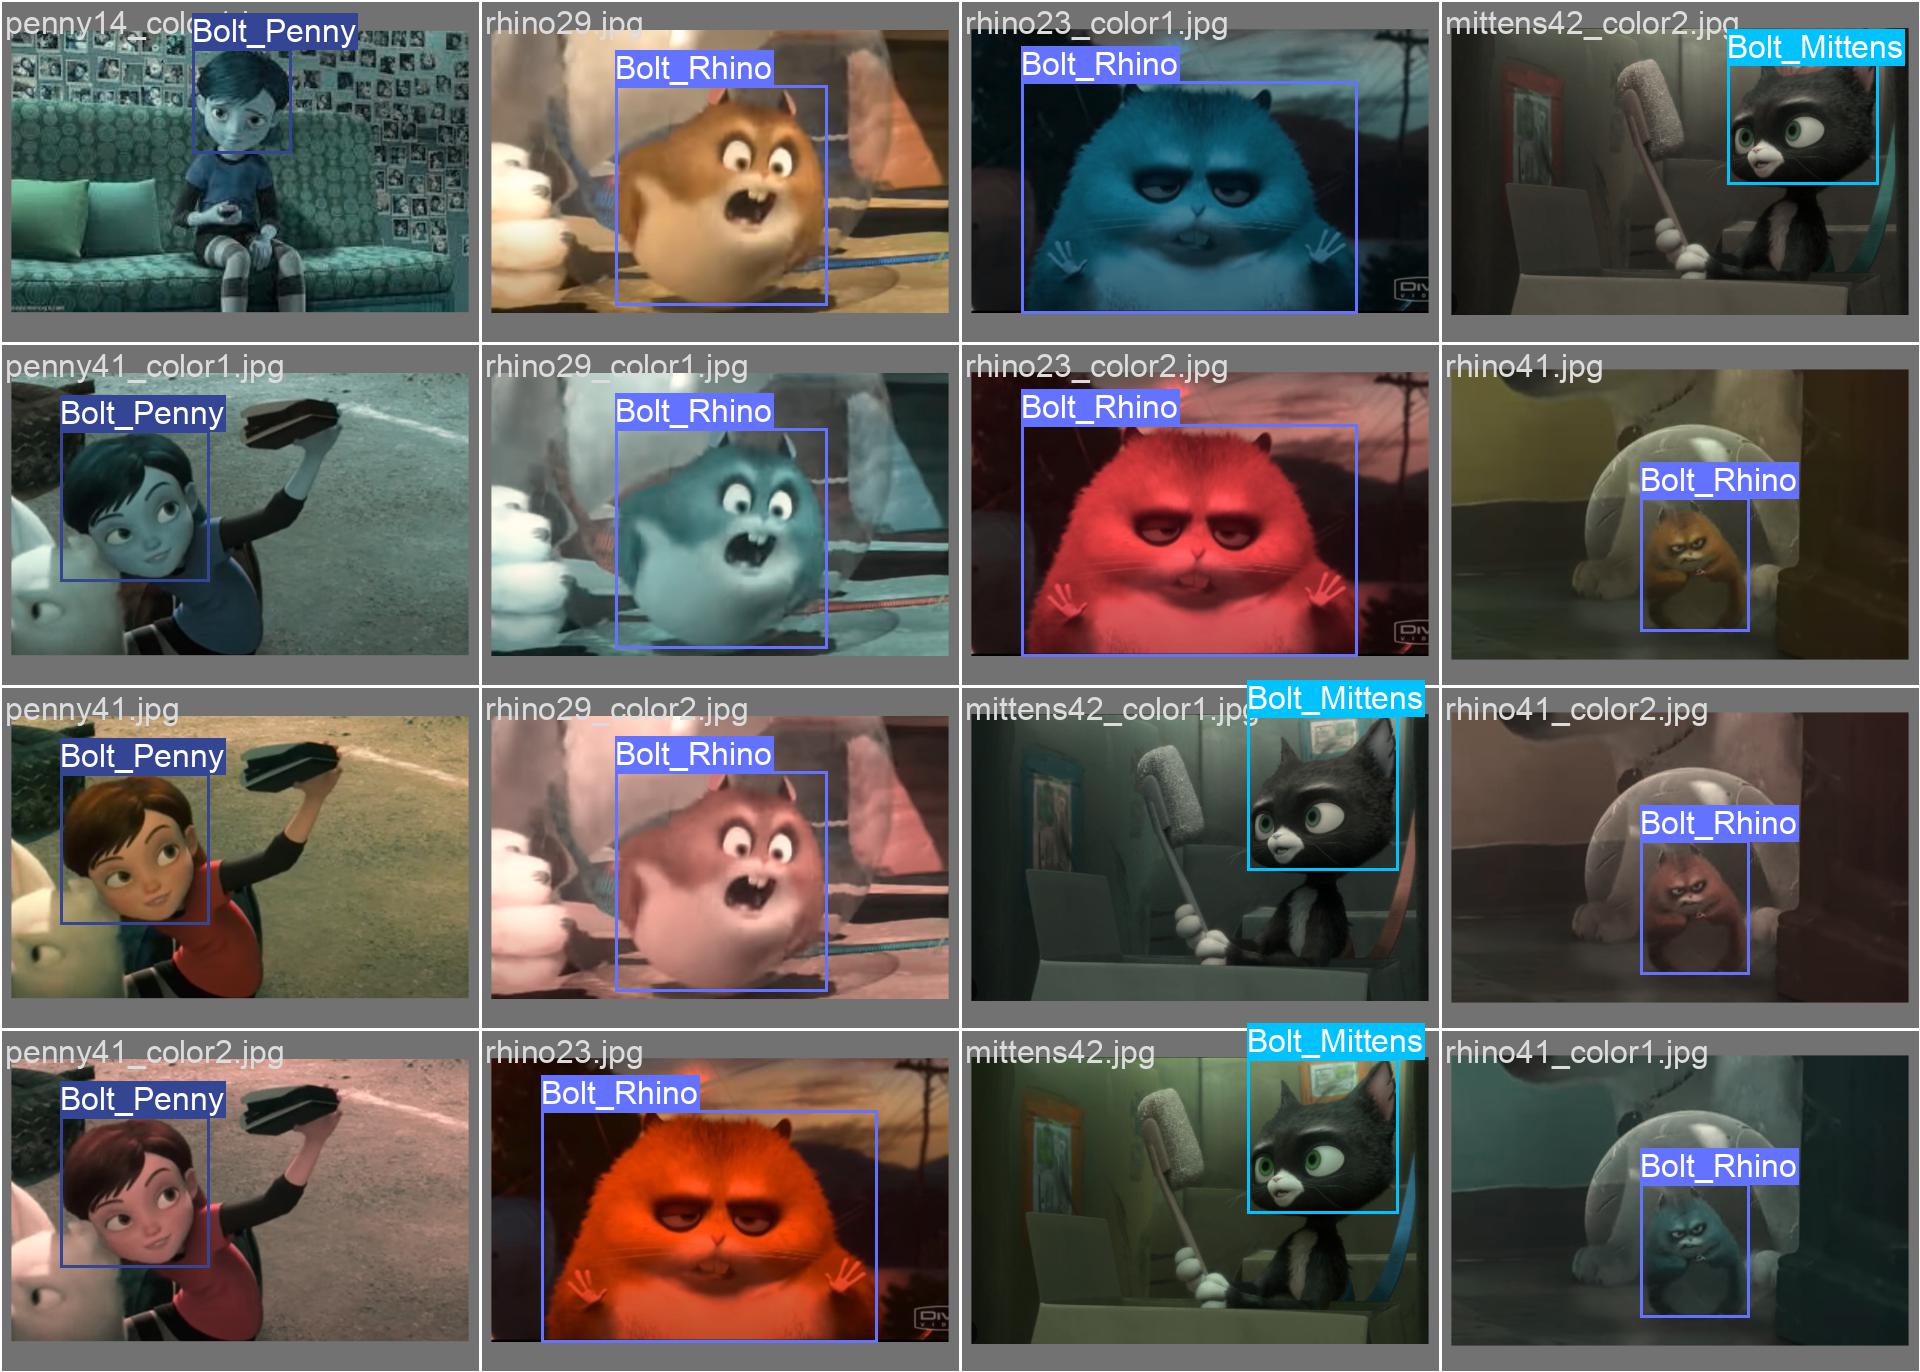 penny14_colo
Bolt_Penny
rhino29.jpg
Bolt_Rhino
rhino23_color1.jpg
Bolt_Rhino
mittens42_color2.jpg
Bolt_Mittens
penny41_color1.jpg
Bolt_Penny
rhino29_color1.jpg
Bolt_Rhino
rhino23_color2.jpg
Bolt_Rhino
rhino41.jpg
Bolt_Rhino
penny41.jpg
Bolt_Penny
rhino29_color2.jpg
Bolt_Rhino
mittens42_color1.jpg
Bolt_Mittens
rhino41_color2.jpg
Bolt_Rhino
penny41_color2.jpg
Bolt_Penny
rhino23.jpg
Bolt_Rhino
mittens42.jpg
Bolt_Mittens
rhino41_color1.jpg
Bolt_Rhino